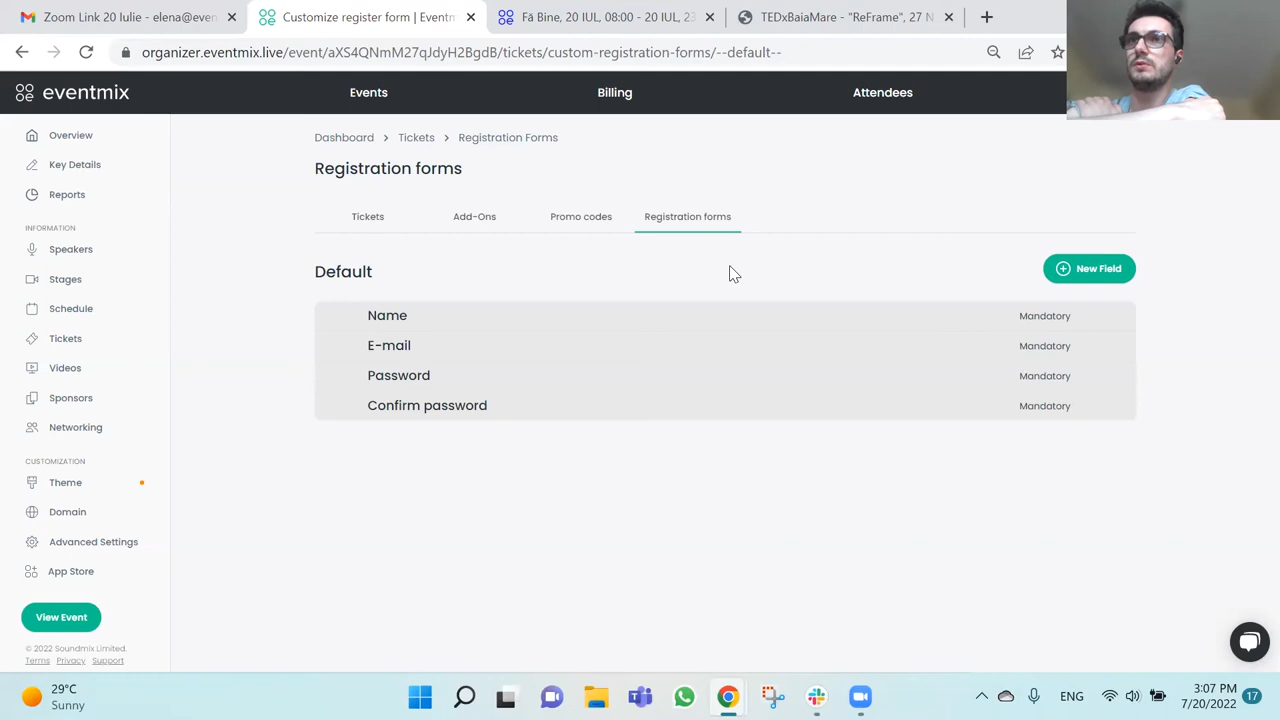 Zoom Link 20 Iulie - elena@even
Customize register form | Eventm
Fă Bine, 20 IUL, 08:00 - 20 IUL, 23
TEDxBaiaMare - "ReFrame", 27 N
organizer.eventmix.live/event/aXS4QNmM27qJdyH2BgdB/tickets/custom-registration-forms/--default--
eventmix
Events
Billing
Attendees
Overview
Key Details
Reports
INFORMATION
Speakers
Stages
Schedule
Tickets
Videos
Sponsors
Networking
CUSTOMIZATION
Theme
Domain
Advanced Settings
App Store
View Event
© 2022 Soundmix Limited.
Terms Privacy Support
Dashboard > Tickets > Registration Forms
Registration forms
Tickets
Add-Ons
Promo codes
Registration forms
Default
New Field
Name Mandatory
E-mail Mandatory
Password Mandatory
Confirm password Mandatory
29°C
Sunny
ENG
3:07 PM
7/20/2022
17